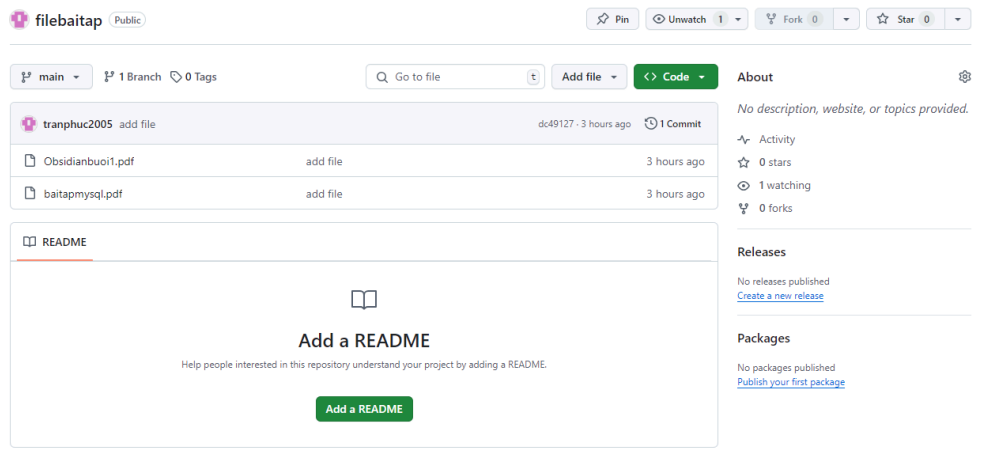 filebaitap Public Pin Unwatch 1 Fork 0 Star 0
main 1 Branch 0 Tags Go to file t Add file Code
tranphuc2005 add file dc49127 · 3 hours ago 1 Commit
Obsidianbuoi1.pdf add file 3 hours ago
baitapmysql.pdf add file 3 hours ago
README
Add a README
Help people interested in this repository understand your project by adding a README.
Add a README
About
No description, website, or topics provided.
Activity
0 stars
1 watching
0 forks
Releases
No releases published
Create a new release
Packages
No packages published
Publish your first package